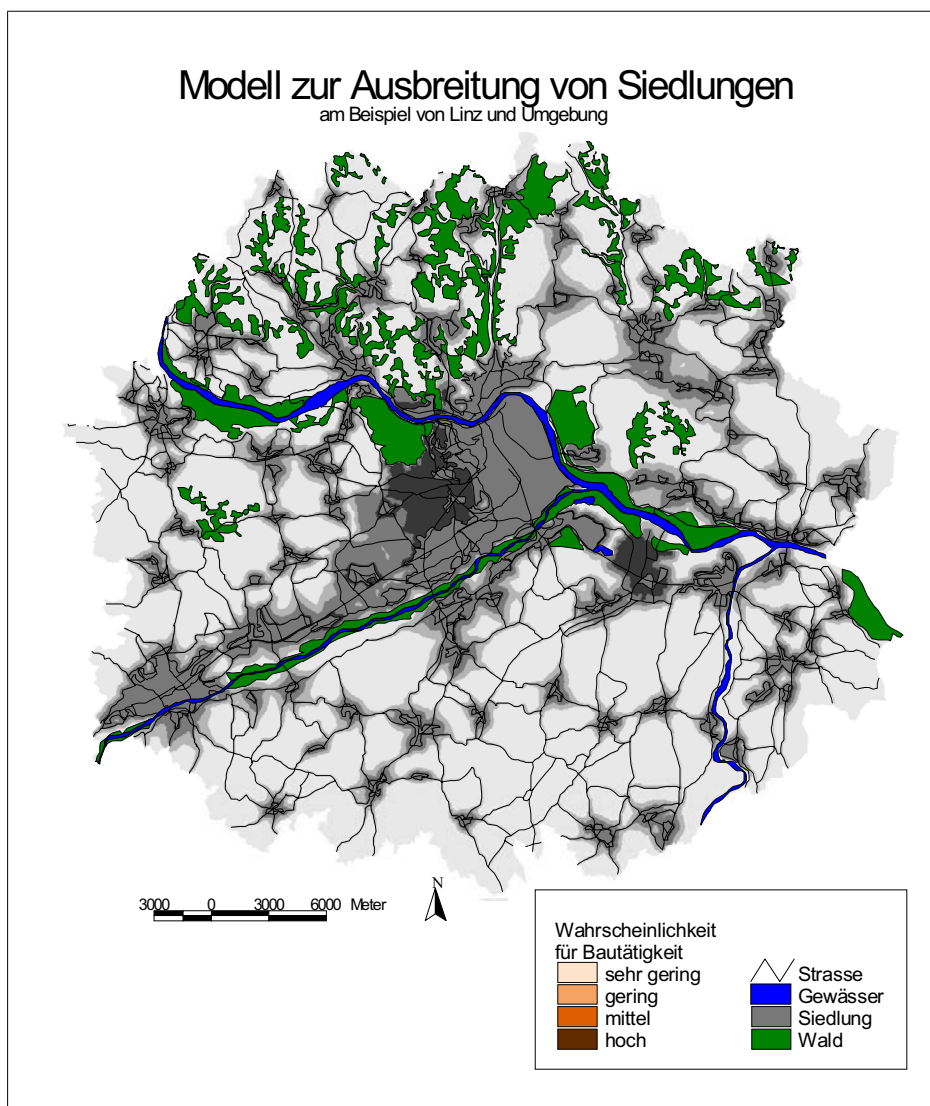 Modell zur Ausbreitung von Siedlungen
am Beispiel von Linz und Umgebung
3000 0 3000 6000 Meter
N
Wahrscheinlichkeit
für Bautätigkeit
sehr gering
gering
mittel
hoch
Strasse
Gewässer
Siedlung
Wald